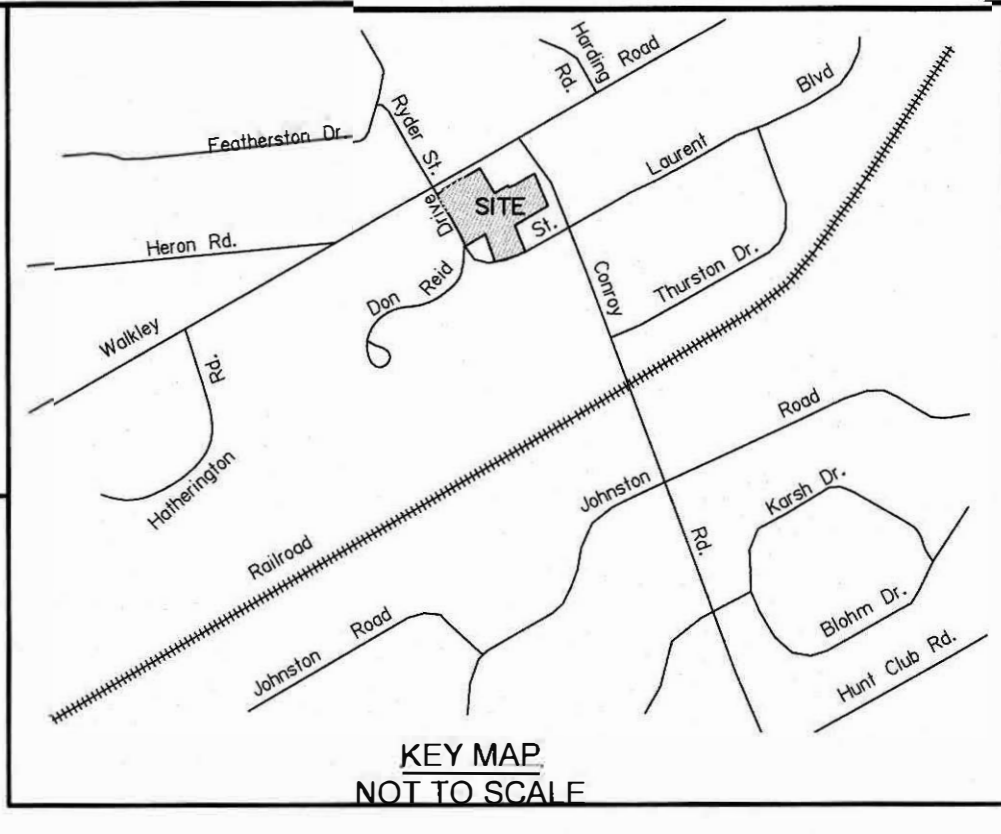 Harding
Rd.
Road
Blvd
Ryder St.
Featherston Dr.
Laurent
SITE
St.
Drive
Heron Rd.
Don Reid
Conroy
Thurston Dr.
Walkley
Rd.
Hatherington
Road
Johnston
Karsh Dr.
Rd.
Railroad
Blohm Dr.
Road
Johnston
Hunt Club Rd.
KEY MAP
NOT TO SCALE